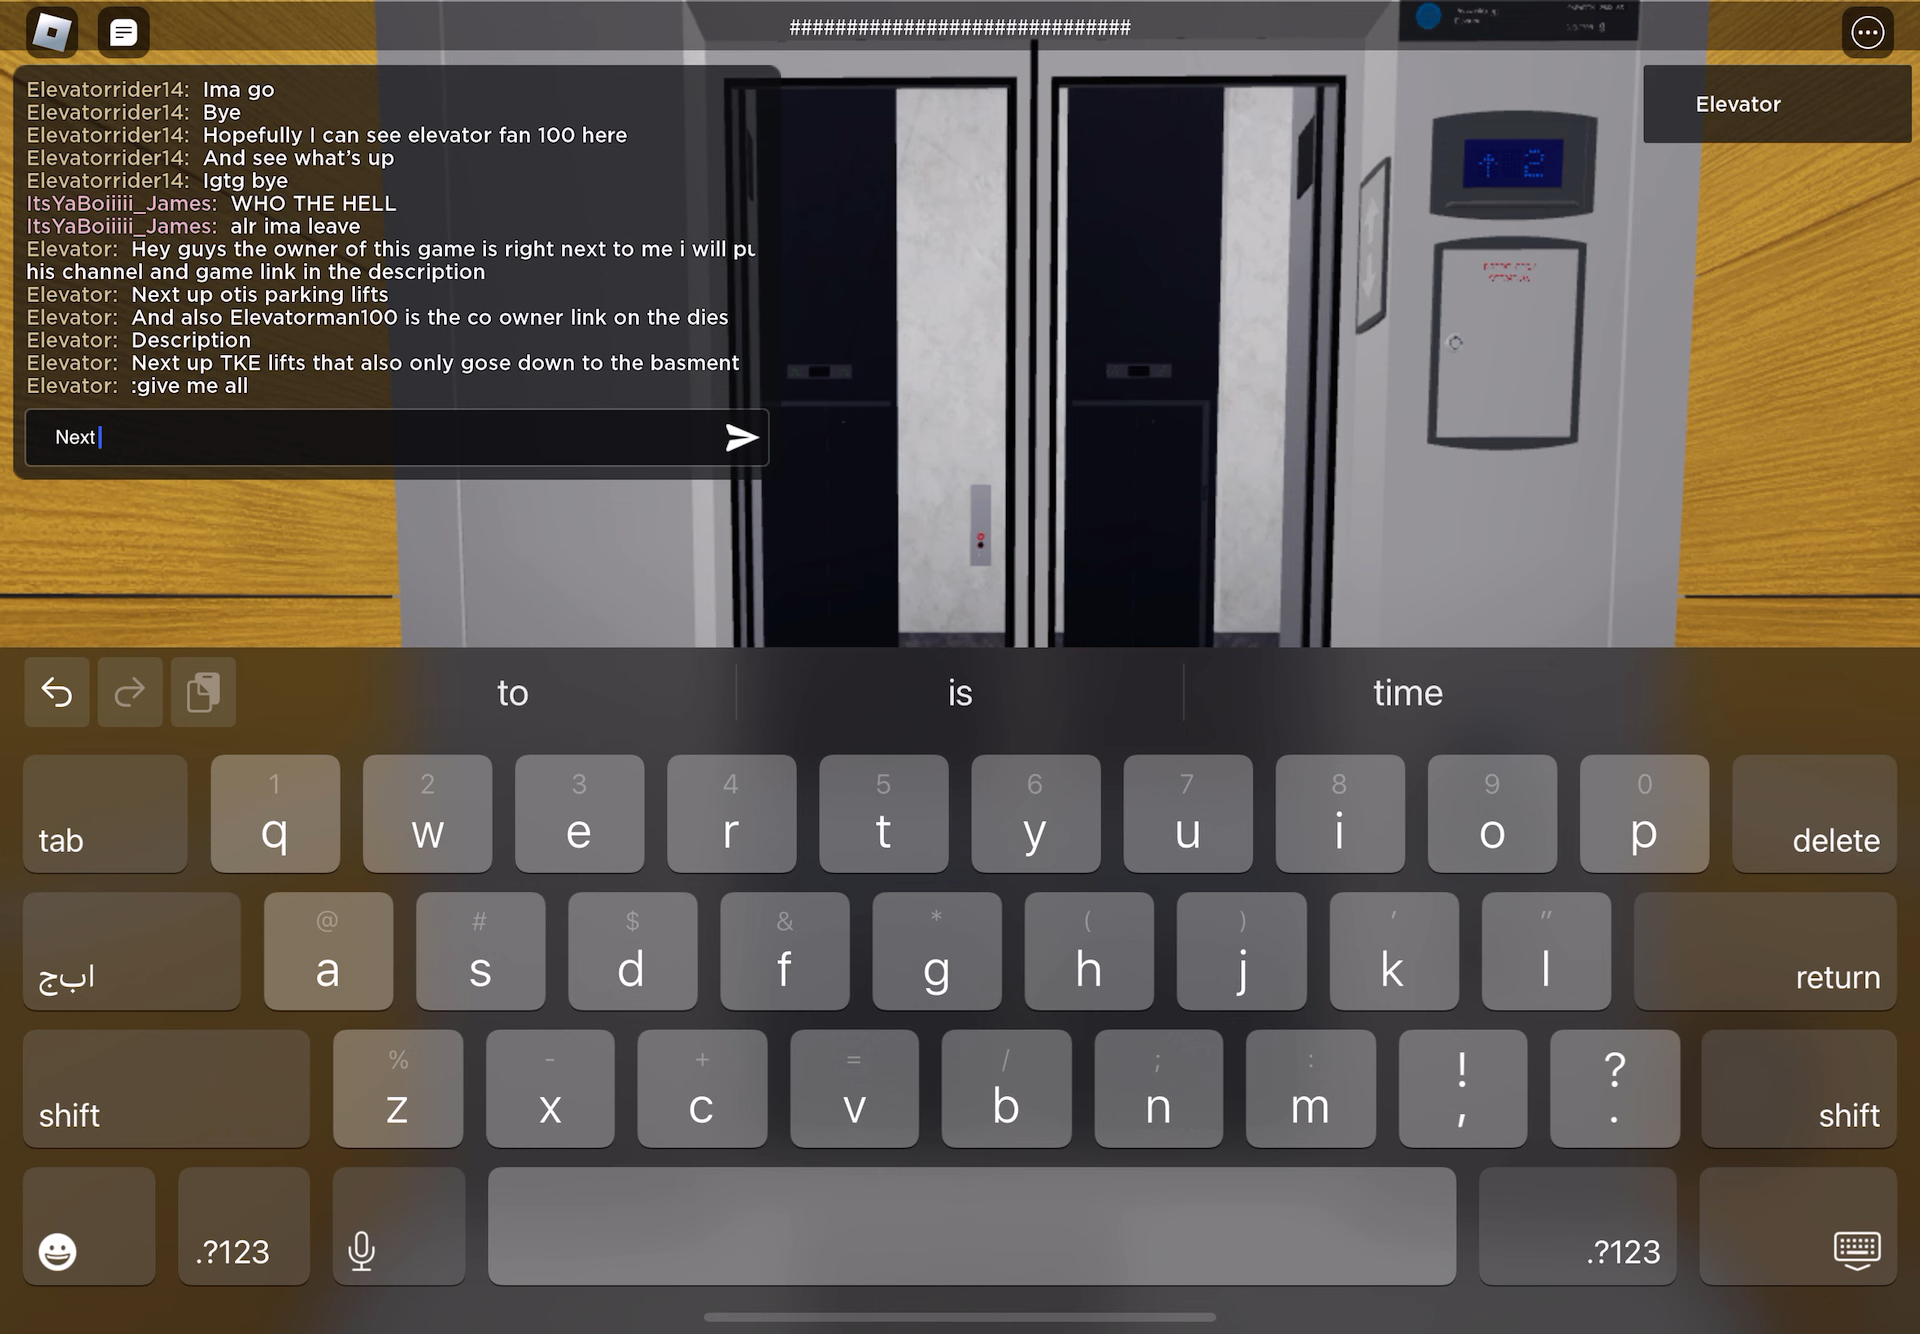 ##############################
Elevatorrider14: Ima go
Elevatorrider14: Bye
Elevatorrider14: Hopefully I can see elevator fan 100 here
Elevatorrider14: And see what's up
Elevatorrider14: Igtg bye
ItsYaBoiiiii_James: WHO THE HELL
ItsYaBoiiiii_James: alr ima leave
Elevator: Hey guys the owner of this game is right next to me i will pu
his channel and game link in the description
Elevator: Next up otis parking lifts
Elevator: And also Elevatorman100 is the co owner link on the dies
Elevator: Description
Elevator: Next up TKE lifts that also only gose down to the basment
Elevator: :give me all
Next
Elevator
2
to is time
1 2 3 4 5 6 7 8 9 0
tab q w e r t y u i o p delete
@ # $ & * ( ) ' "
ابج a s d f g h j k l return
% - + = / ; : ! ?
shift z x c v b n m , . shift
.?123 .?123